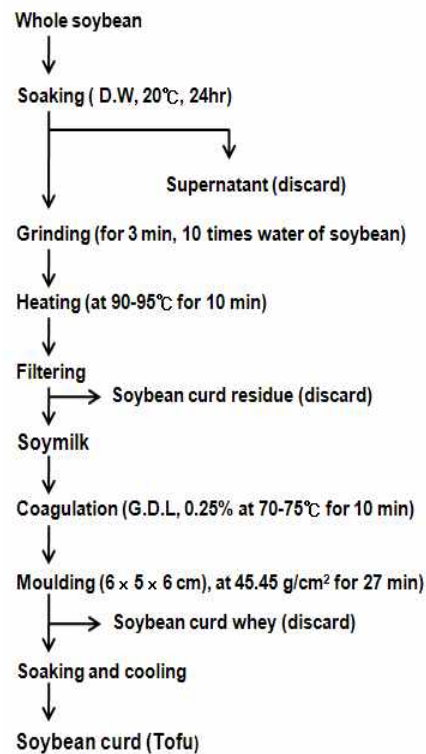 Whole soybean
Soaking ( D.W, 20℃, 24hr)
Supernatant (discard)
Grinding (for 3 min, 10 times water of soybean)
Heating (at 90-95℃ for 10 min)
Filtering
Soybean curd residue (discard)
Soymilk
Coagulation (G.D.L, 0.25% at 70-75℃ for 10 min)
Moulding (6 × 5 × 6 cm), at 45.45 g/cm² for 27 min)
Soybean curd whey (discard)
Soaking and cooling
Soybean curd (Tofu)